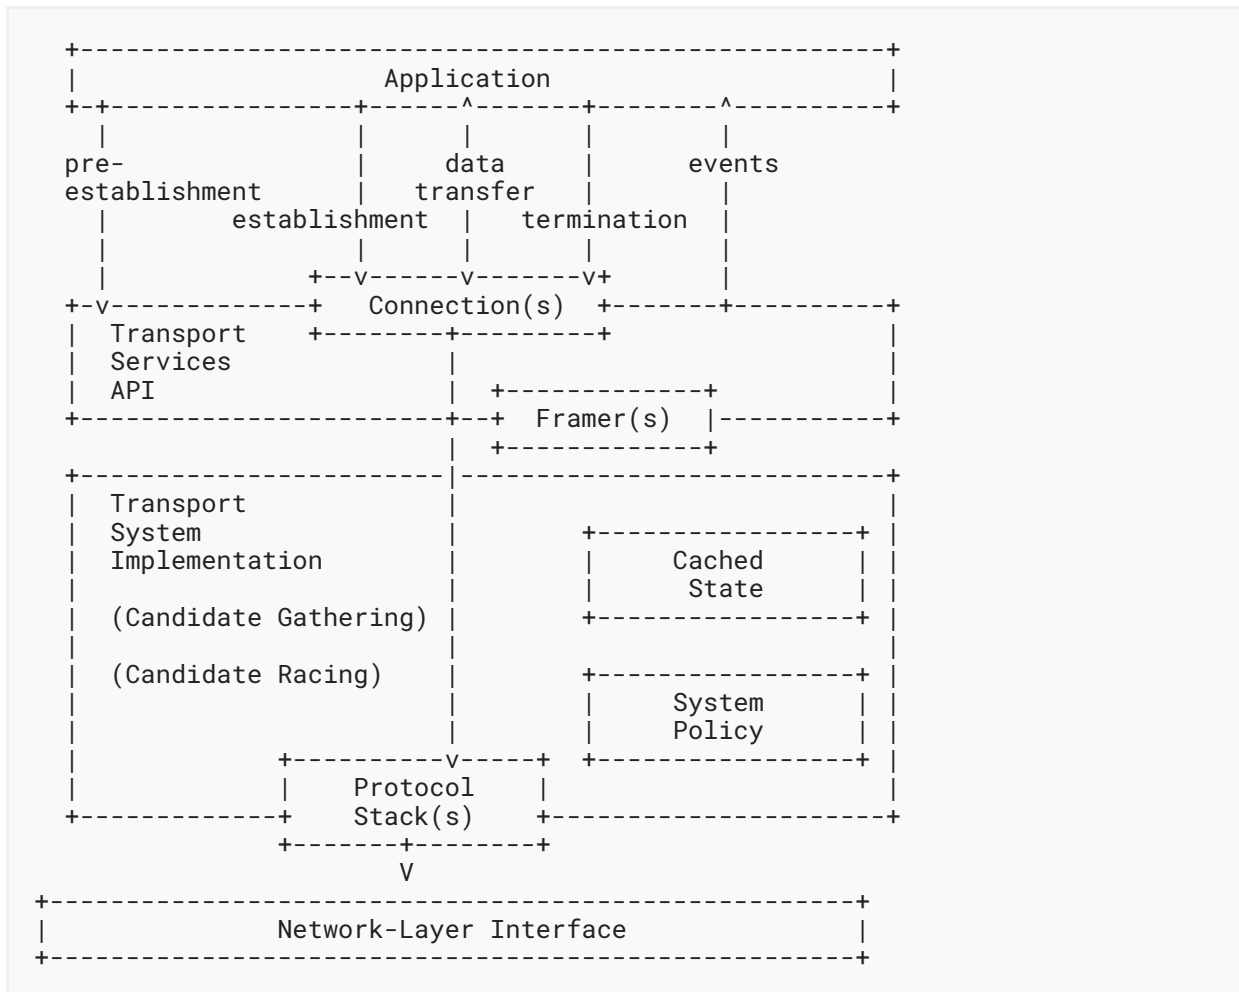 Application
pre-
data
events
establishment
transfer
establishment
termination
Connection(s)
Transport
Services
API
Framer(s)
Transport
System
Implementation
Cached
State
(Candidate Gathering)
(Candidate Racing)
System
Policy
Protocol
Stack(s)
V
Network-Layer Interface